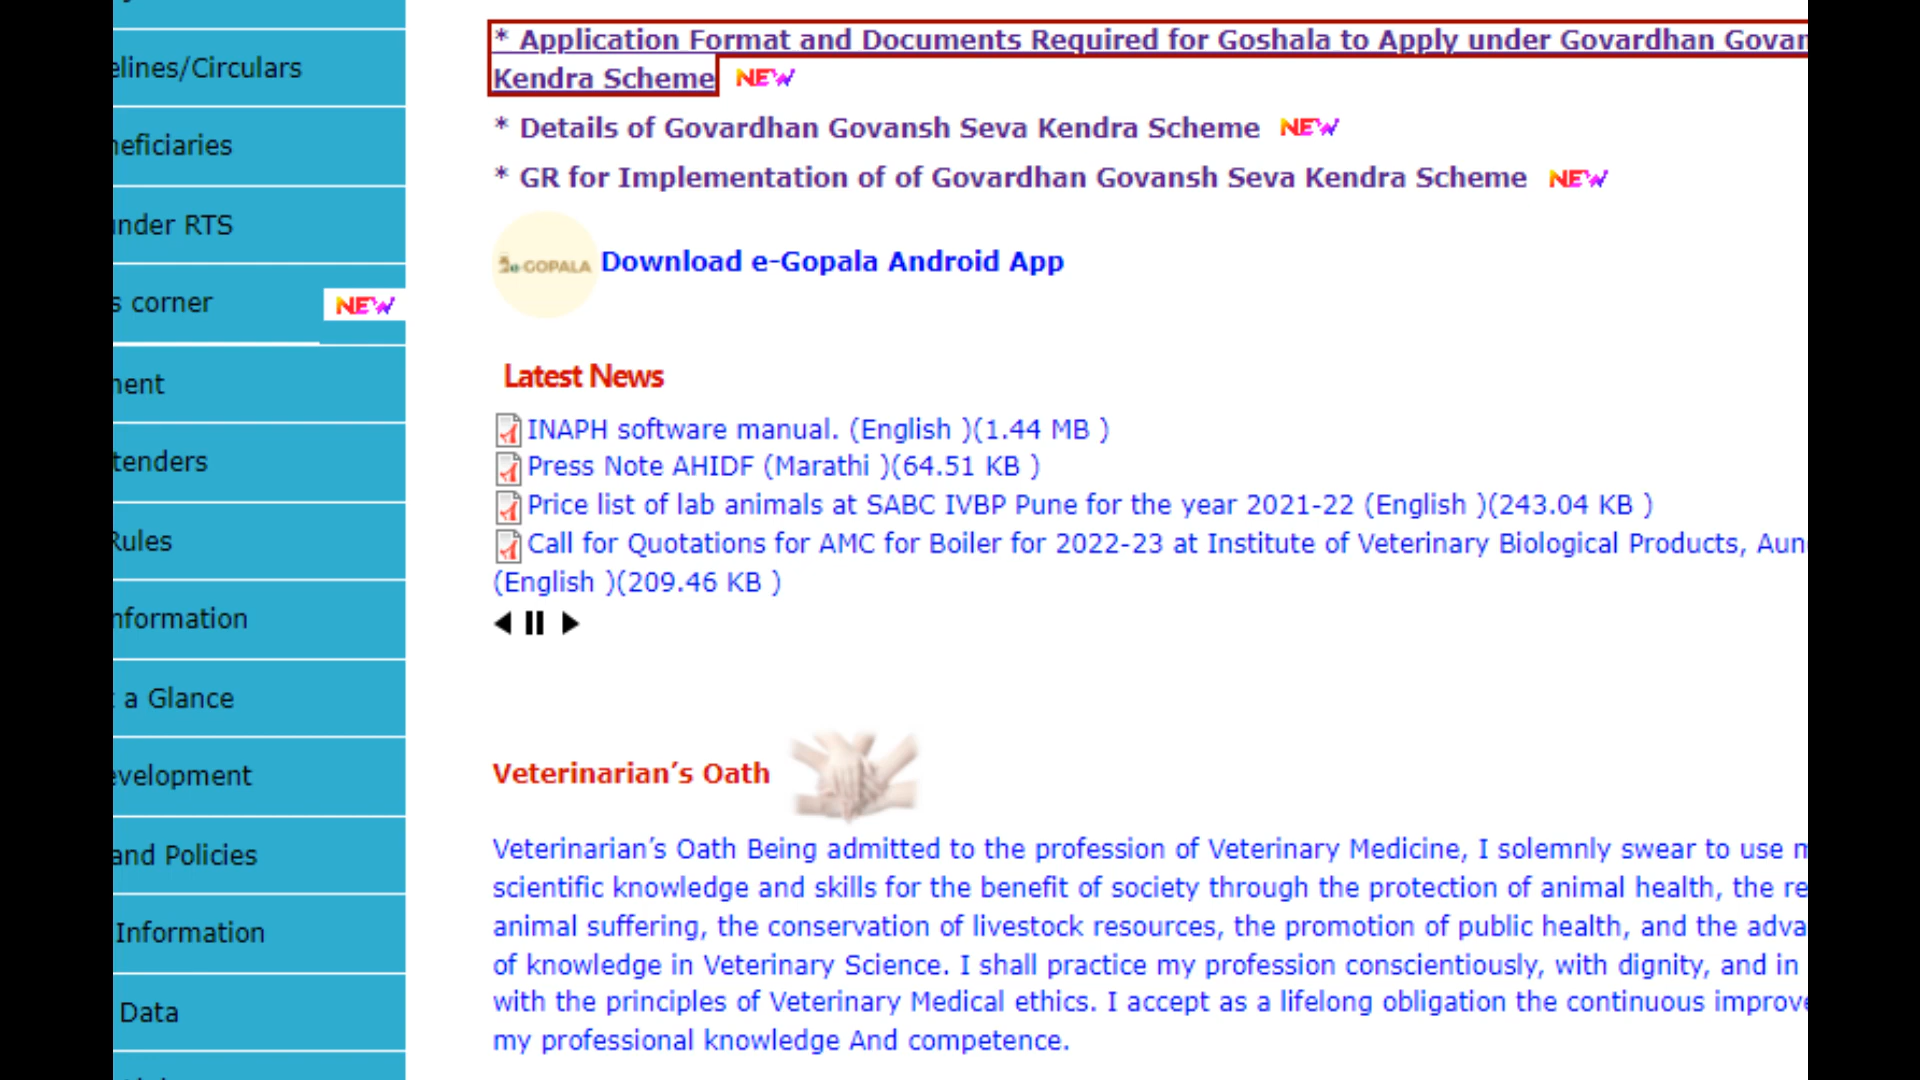 * Application Format and Documents Required for Goshala to Apply under Govardhan
Kendra Scheme NEW
* Details of Govardhan Govansh Seva Kendra Scheme NEW
* GR for Implementation of of Govardhan Govansh Seva Kendra Scheme NEW
e-GOPALA Download e-Gopala Android App
Latest News
INAPH software manual. (English )(1.44 MB )
Press Note AHIDF (Marathi )(64.51 KB )
Price list of lab animals at SABC IVBP Pune for the year 2021-22 (English )(243.04 KB )
Call for Quotations for AMC for Boiler for 2022-23 at Institute of Veterinary Biological Products,
(English )(209.46 KB )
Veterinarian’s Oath
Veterinarian’s Oath Being admitted to the profession of Veterinary Medicine, I solemnly swear to use
scientific knowledge and skills for the benefit of society through the protection of animal health, the
animal suffering, the conservation of livestock resources, the promotion of public health, and the
of knowledge in Veterinary Science. I shall practice my profession conscientiously, with dignity, and in
with the principles of Veterinary Medical ethics. I accept as a lifelong obligation the continuous
my professional knowledge And competence.
elines/Circulars
neficiaries
under RTS
s corner NEW
nent
tenders
Rules
nformation
a Glance
evelopment
and Policies
Information
Data